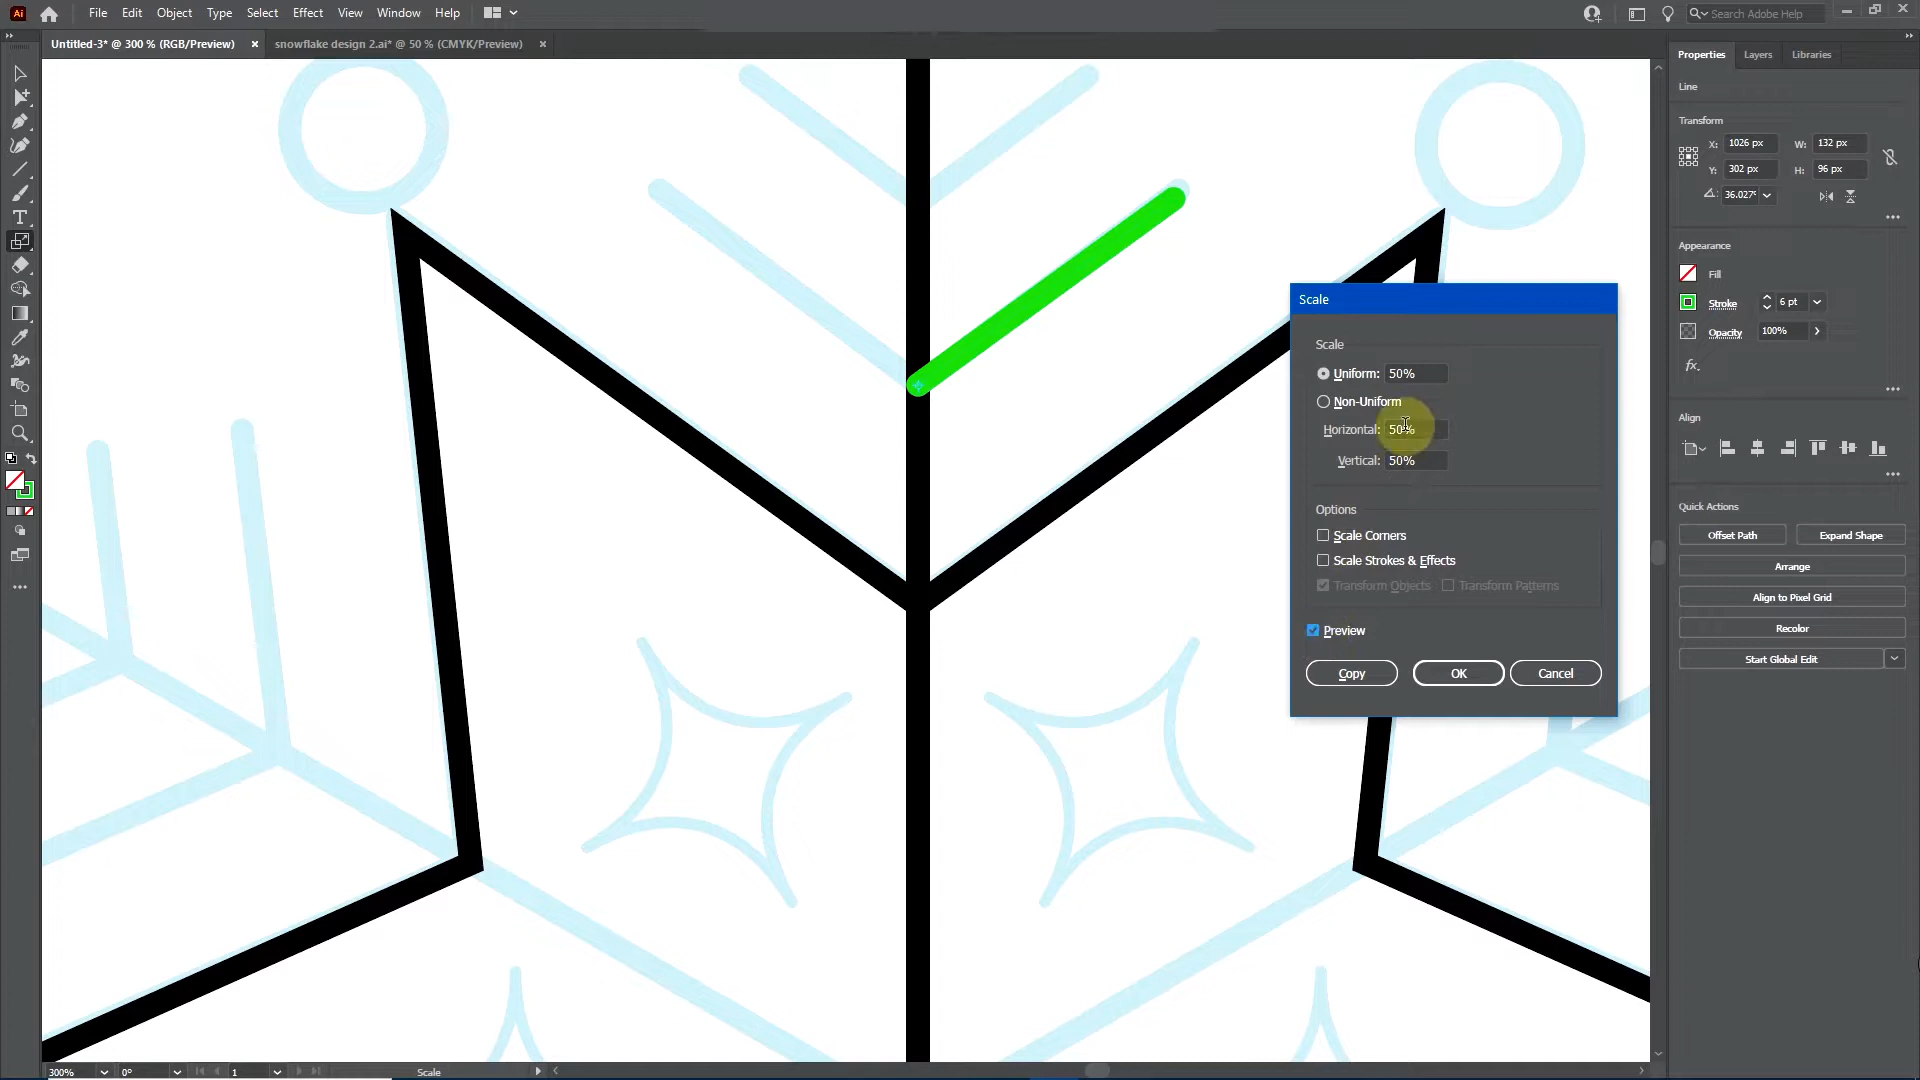 Ai File Edit Object Type Select Effect View Window Help Search Adobe Help
Untitled-3* @ 300 % (RGB/Preview) × snowflake design 2.ai* @ 50 % (CMYK/Preview) ×
Properties Layers Libraries
Line
Transform
X: 1026 px W: 132 px
Y: 302 px H: 96 px
36.027°
Appearance
Fill
Stroke 6 pt
Opacity 100%
fx.
Align
Quick Actions
Offset Path Expand Shape
Arrange
Align to Pixel Grid
Recolor
Start Global Edit
Scale
Scale
Uniform: 50%
Non-Uniform
Horizontal: 50%
Vertical: 50%
Options
Scale Corners
Scale Strokes & Effects
Transform Objects Transform Patterns
Preview
Copy OK Cancel
300% 0° 1 Scale